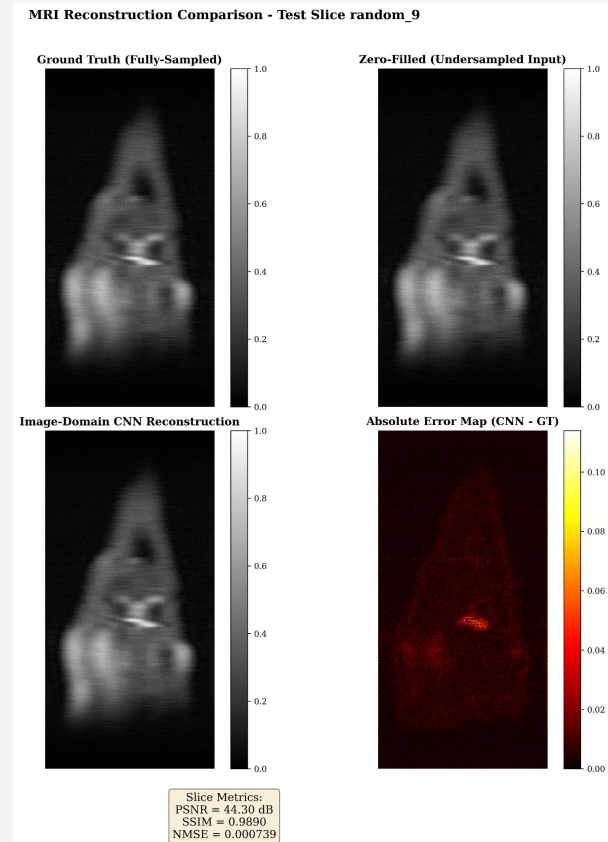 MRI Reconstruction Comparison - Test Slice random_9
Ground Truth (Fully-Sampled)
1.0
0.8
0.6
0.4
0.2
0.0
Zero-Filled (Undersampled Input)
1.0
0.8
0.6
0.4
0.2
0.0
Image-Domain CNN Reconstruction
1.0
0.8
0.6
0.4
0.2
0.0
Absolute Error Map (CNN - GT)
0.10
0.08
0.06
0.04
0.02
0.00
Slice Metrics:
PSNR = 44.30 dB
SSIM = 0.9890
NMSE = 0.000739